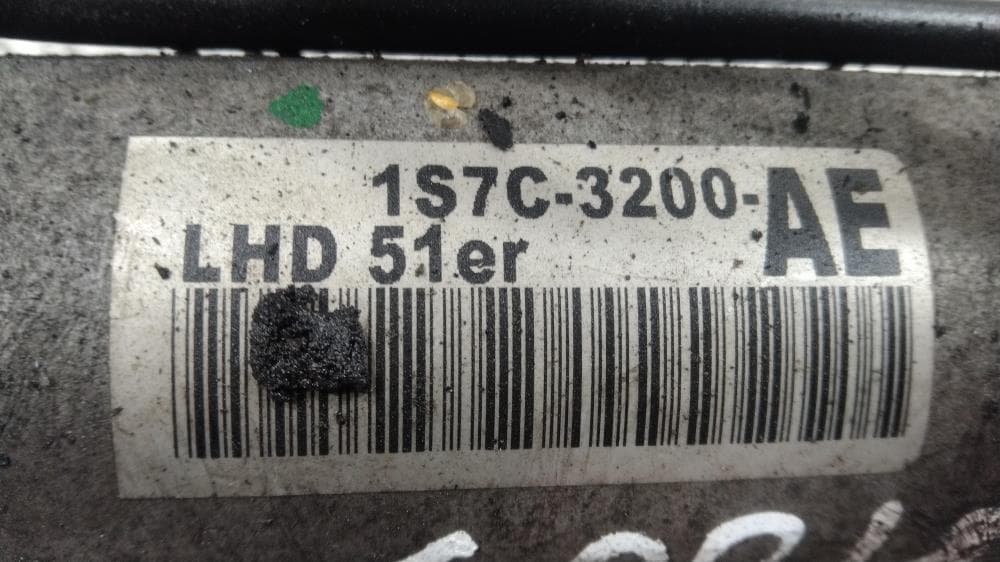 1S7C-3200-AE
LHD 51er